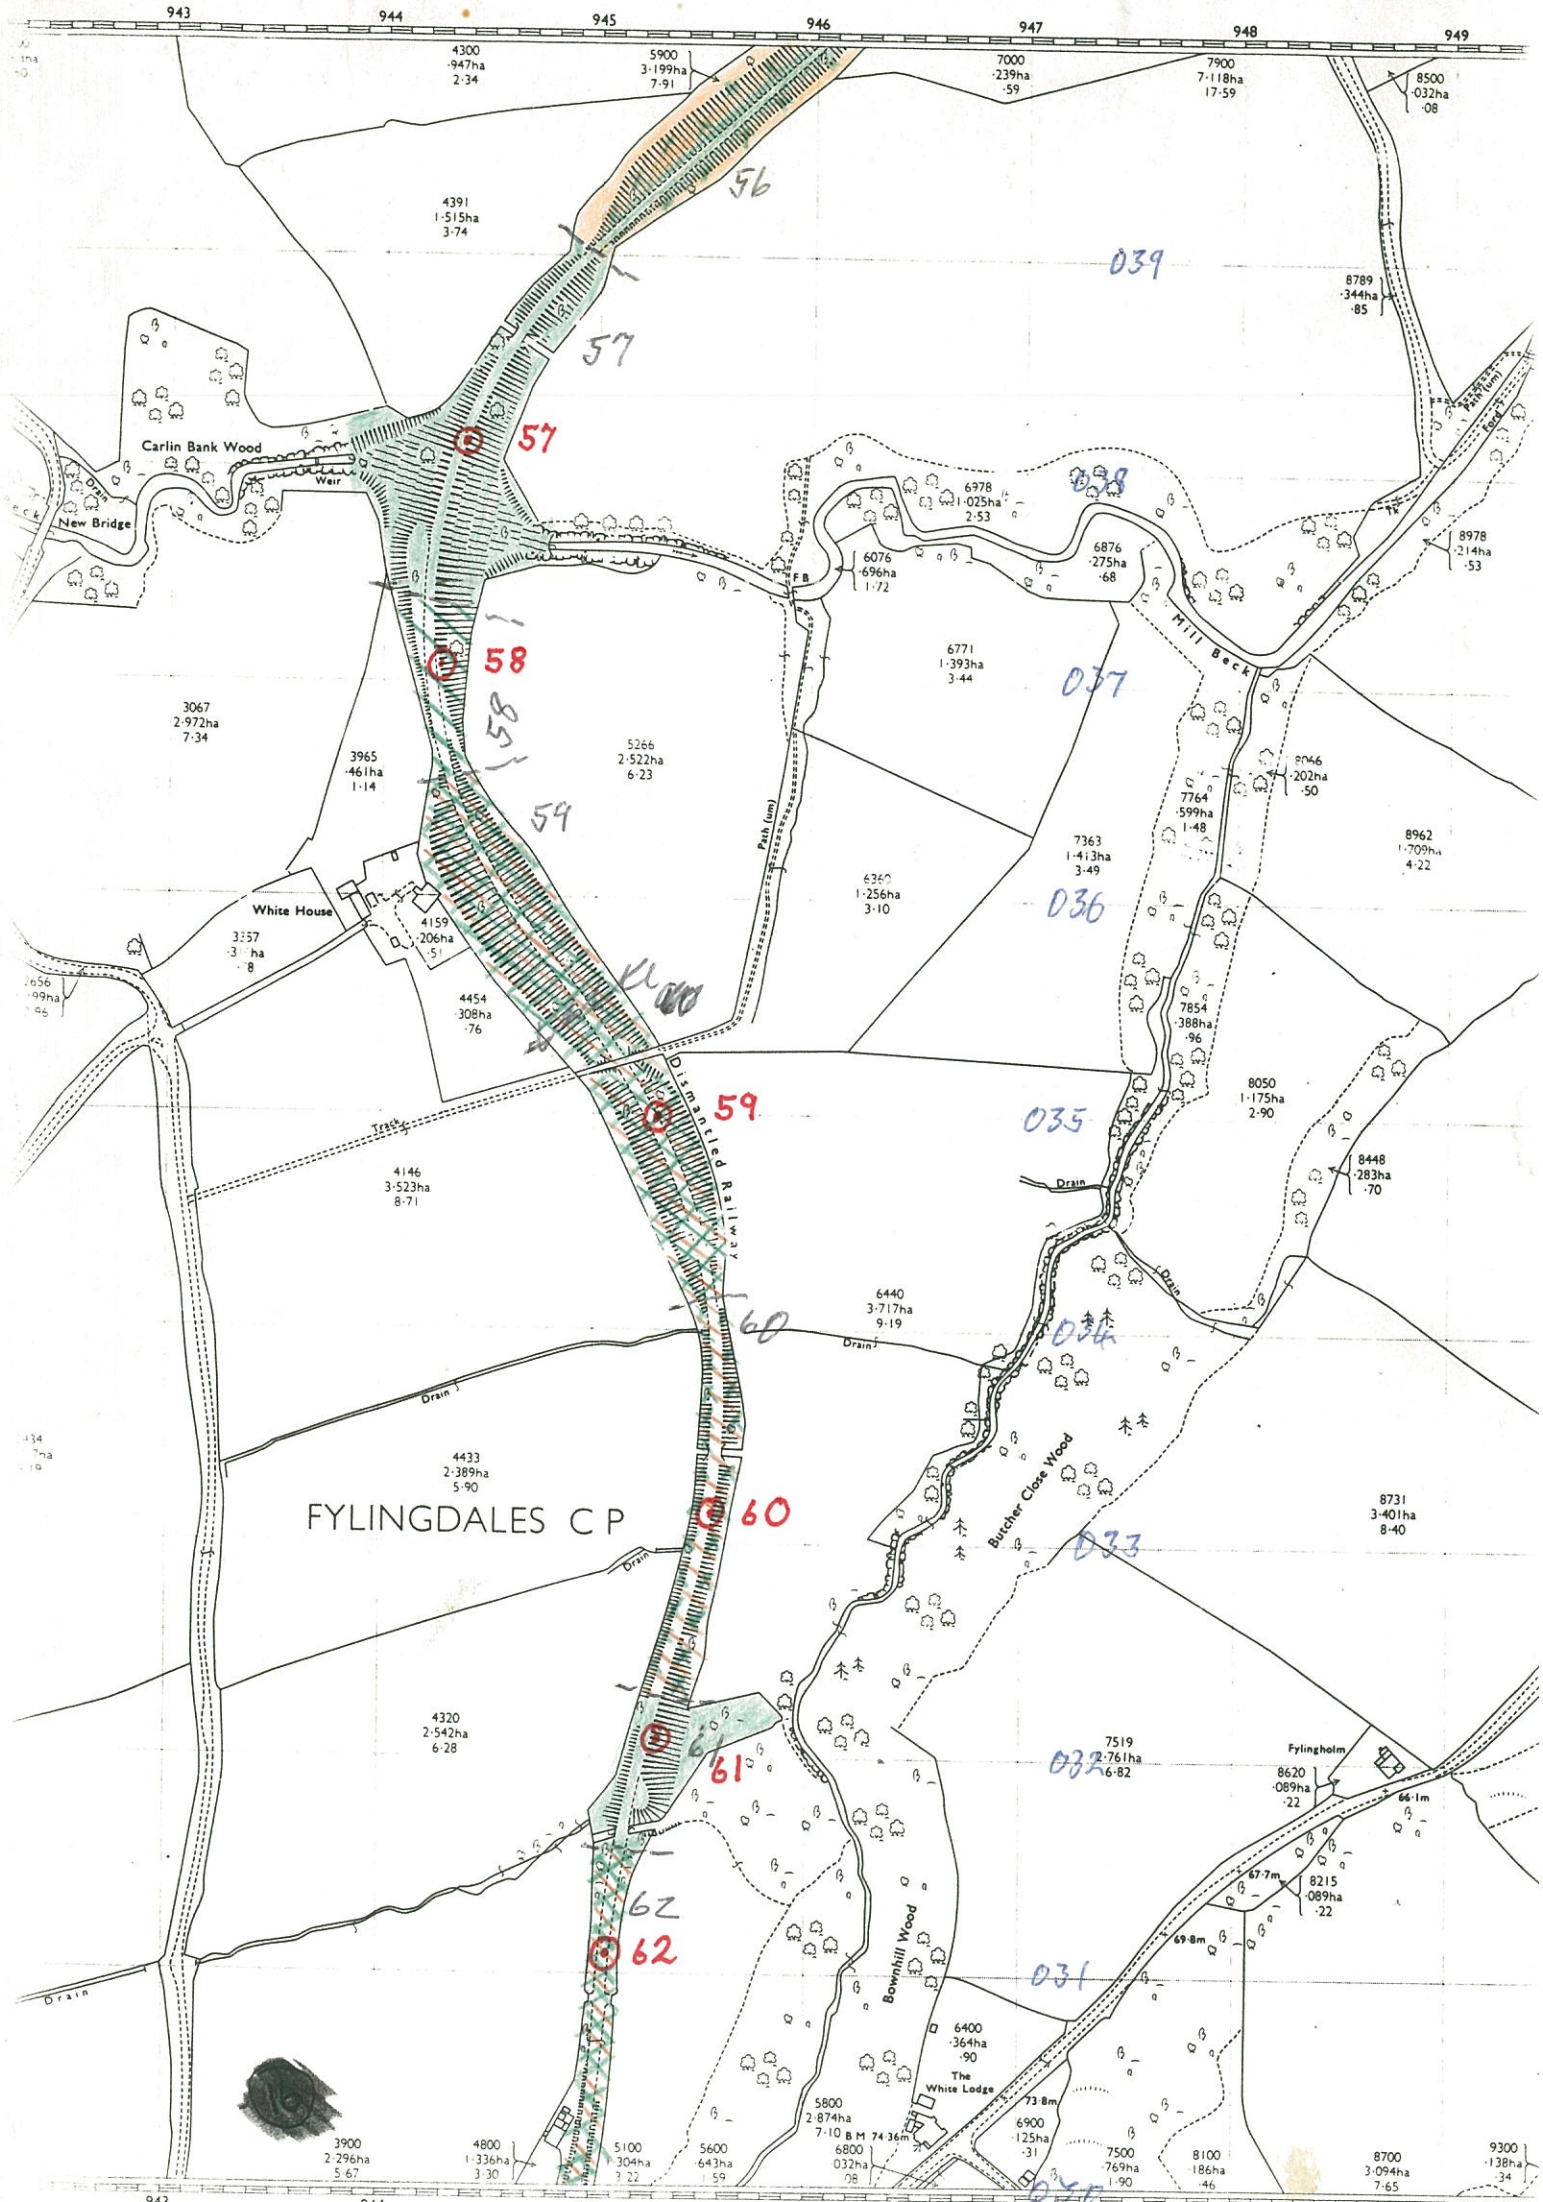 943 944 945 946 947 948 949
4300
·947ha
2·34
5900
3·199ha
7·91
7000
·239ha
·59
7900
7·118ha
17·59
8500
·032ha
·08
56
4391
1·515ha
3·74
039
8789
·344ha
·85
57
Path (um)
Ford
57
Carlin Bank Wood
Weir
Drain
New Bridge
038
6978
1·025ha
2·53
Tk
8978
·214ha
·53
6076
·696ha
1·72
6876
·275ha
·68
F B
Mill Beck
58
6771
1·393ha
3·44
037
3067
2·972ha
7·34
58
3965
·461ha
1·14
5266
2·522ha
6·23
8066
·202ha
·50
7764
·599ha
1·48
59
Path (um)
7363
1·413ha
3·49
8962
1·709ha
4·22
6360
1·256ha
3·10
036
White House
4159
·206ha
·51
3357
4454
·308ha
·76
7854
·388ha
·96
Dismantled Railway
59
035
8050
1·175ha
2·90
Track
4146
3·523ha
8·71
Drain
8448
·283ha
·70
Drain
6440
3·717ha
9·19
60
034
Drain
Drain
4433
2·389ha
5·90
Butcher Close Wood
FYLINGDALES C P
60
8731
3·401ha
8·40
033
Drain
4320
2·542ha
6·28
61
61
7519
2·761ha
6·82
032
Fylingholm
8620
·089ha
·22
66·1m
67·7m
8215
·089ha
·22
62
62
Bownhill Wood
69·8m
031
Drain
6400
·364ha
·90
The
White Lodge
73·8m
16
5800
2·874ha
7·10
B M 74·36m
6900
·125ha
·31
3900
2·296ha
5·67
4800
1·336ha
3·30
5100
·304ha
3·22
5600
·643ha
1·59
6800
·032ha
·08
7500
·769ha
1·90
8100
·186ha
·46
8700
3·094ha
7·65
9300
·138ha
·34
030